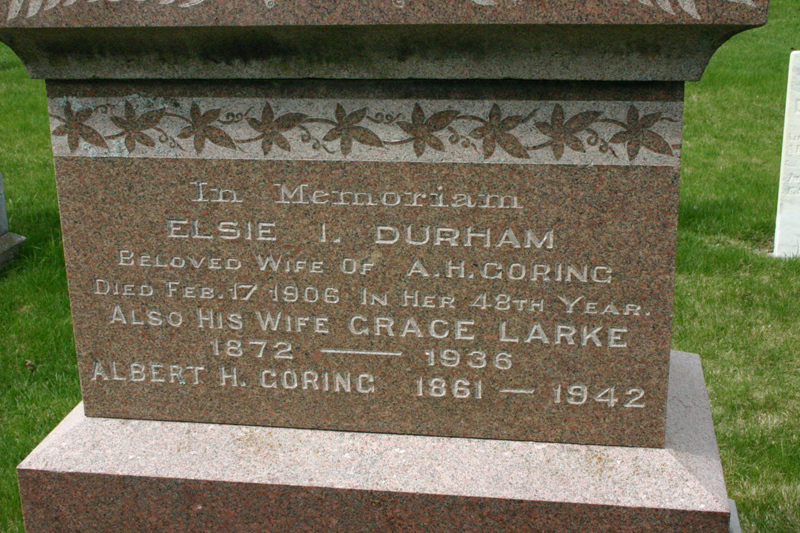 In Memoriam
ELSIE I. DURHAM
BELOVED WIFE OF A.H. GORING
DIED FEB. 17 1906 IN HER 48TH YEAR.
ALSO HIS WIFE GRACE LARKE
1872 — 1936
ALBERT H. GORING 1861 — 1942